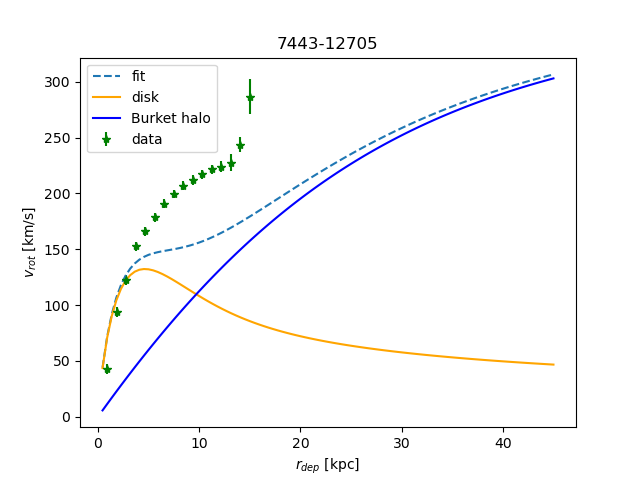 7443-12705
fit
disk
Burket halo
data
300
250
200
150
100
50
0
v_rot [km/s]
0 10 20 30 40
r_dep [kpc]